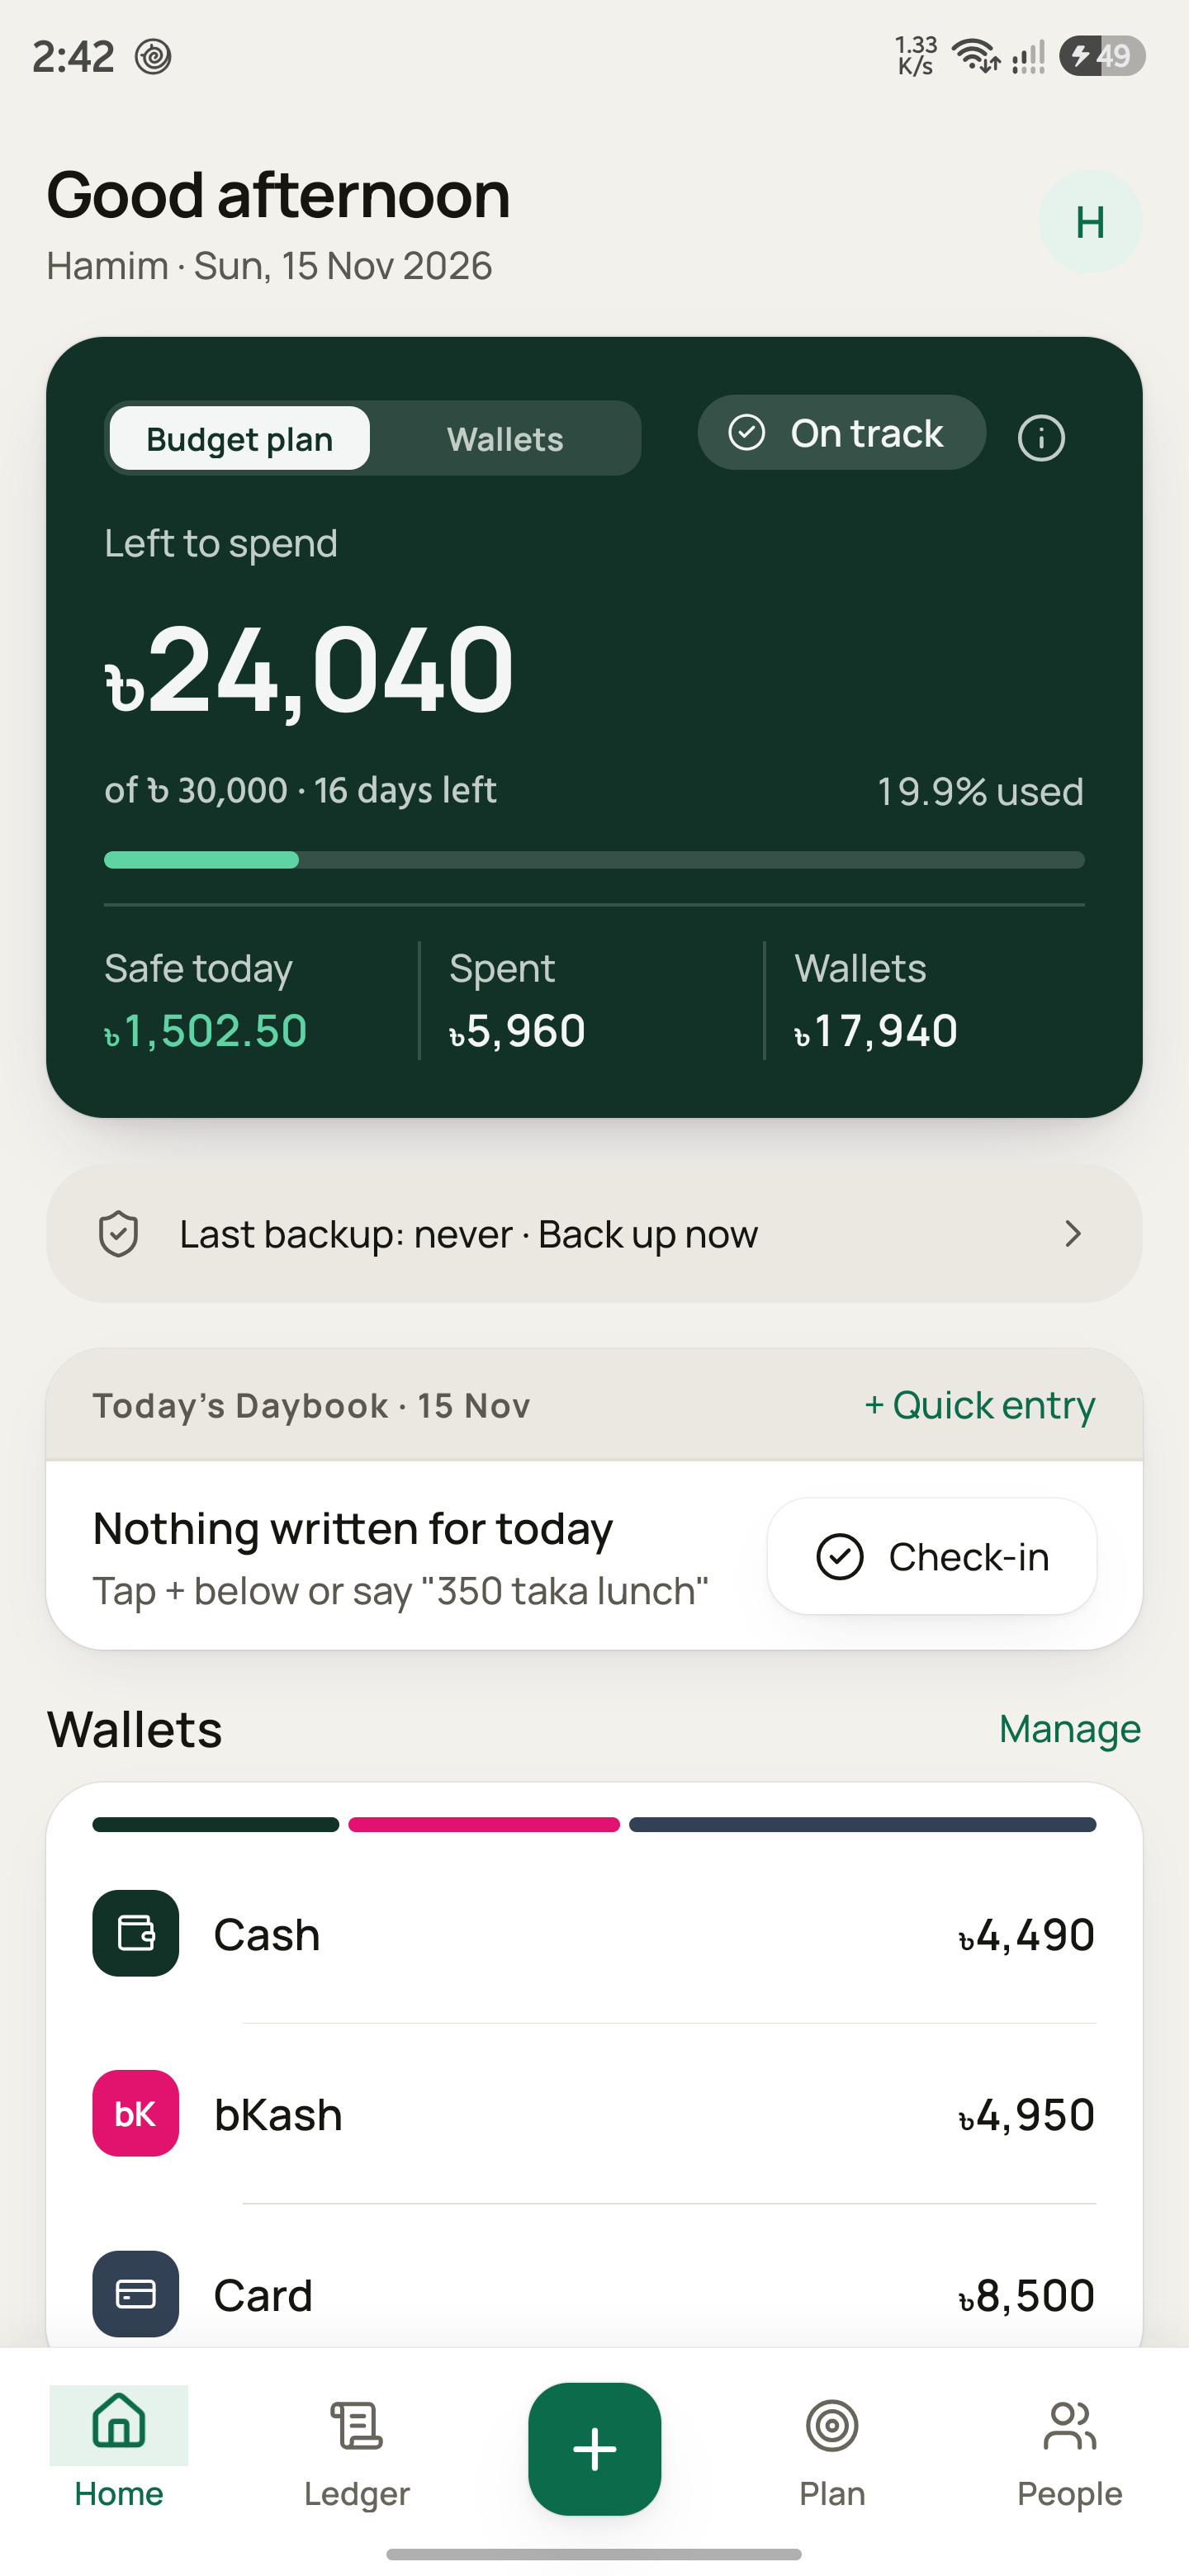 2:42
1.33
K/s
49
Good afternoon
Hamim · Sun, 15 Nov 2026
H
Budget plan
Wallets
On track
Left to spend
৳24,040
of ৳ 30,000 · 16 days left
19.9% used
Safe today
Spent
Wallets
৳1,502.50
৳5,960
৳17,940
Last backup: never · Back up now
Today's Daybook · 15 Nov
+ Quick entry
Nothing written for today
Tap + below or say "350 taka lunch"
Check-in
Wallets
Manage
Cash
৳4,490
bK
bKash
৳4,950
Card
৳8,500
Home
Ledger
Plan
People